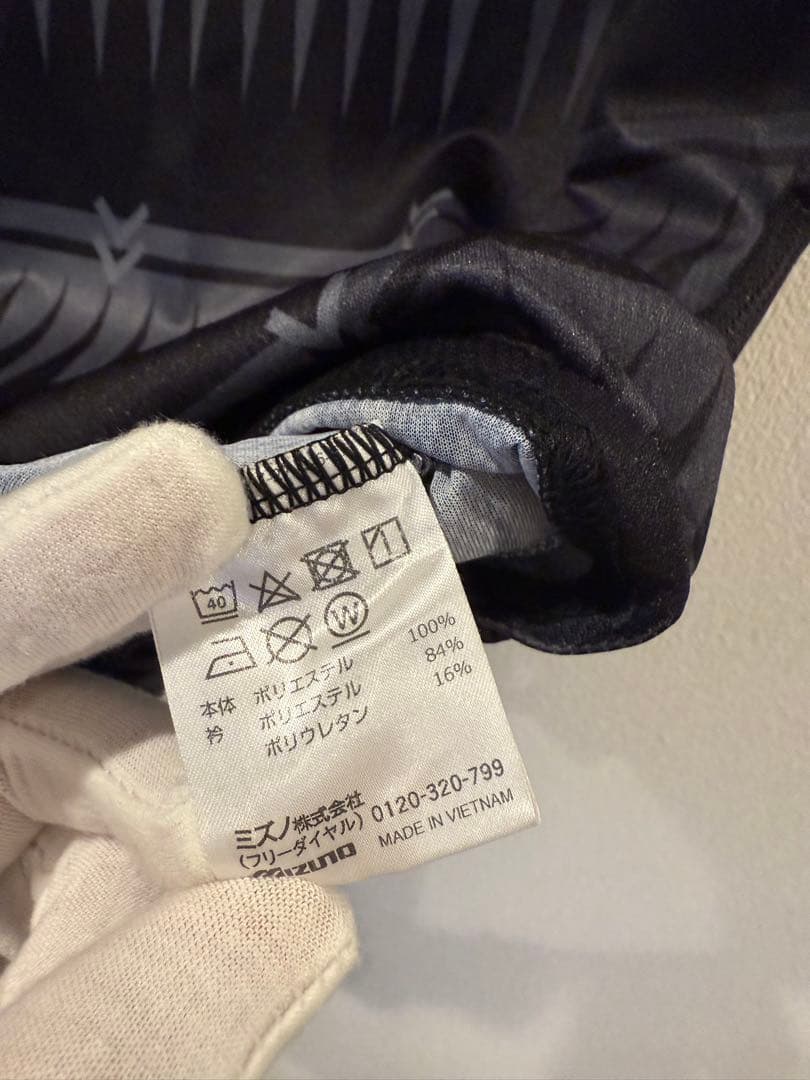 40
W
本体 ポリエステル 100%
衿 ポリエステル 84%
ポリウレタン 16%
ミズノ株式会社
(フリーダイヤル) 0120-320-799
MIZUNO MADE IN VIETNAM